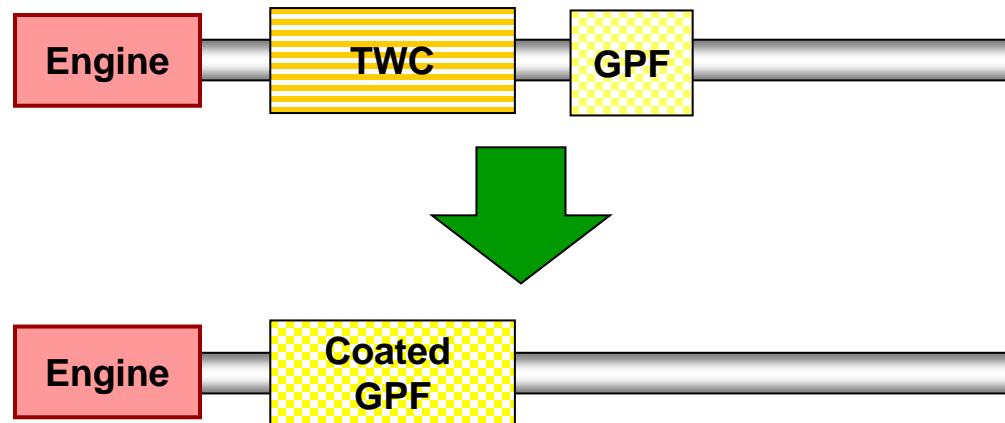 Engine
TWC
GPF
Engine
Coated
GPF